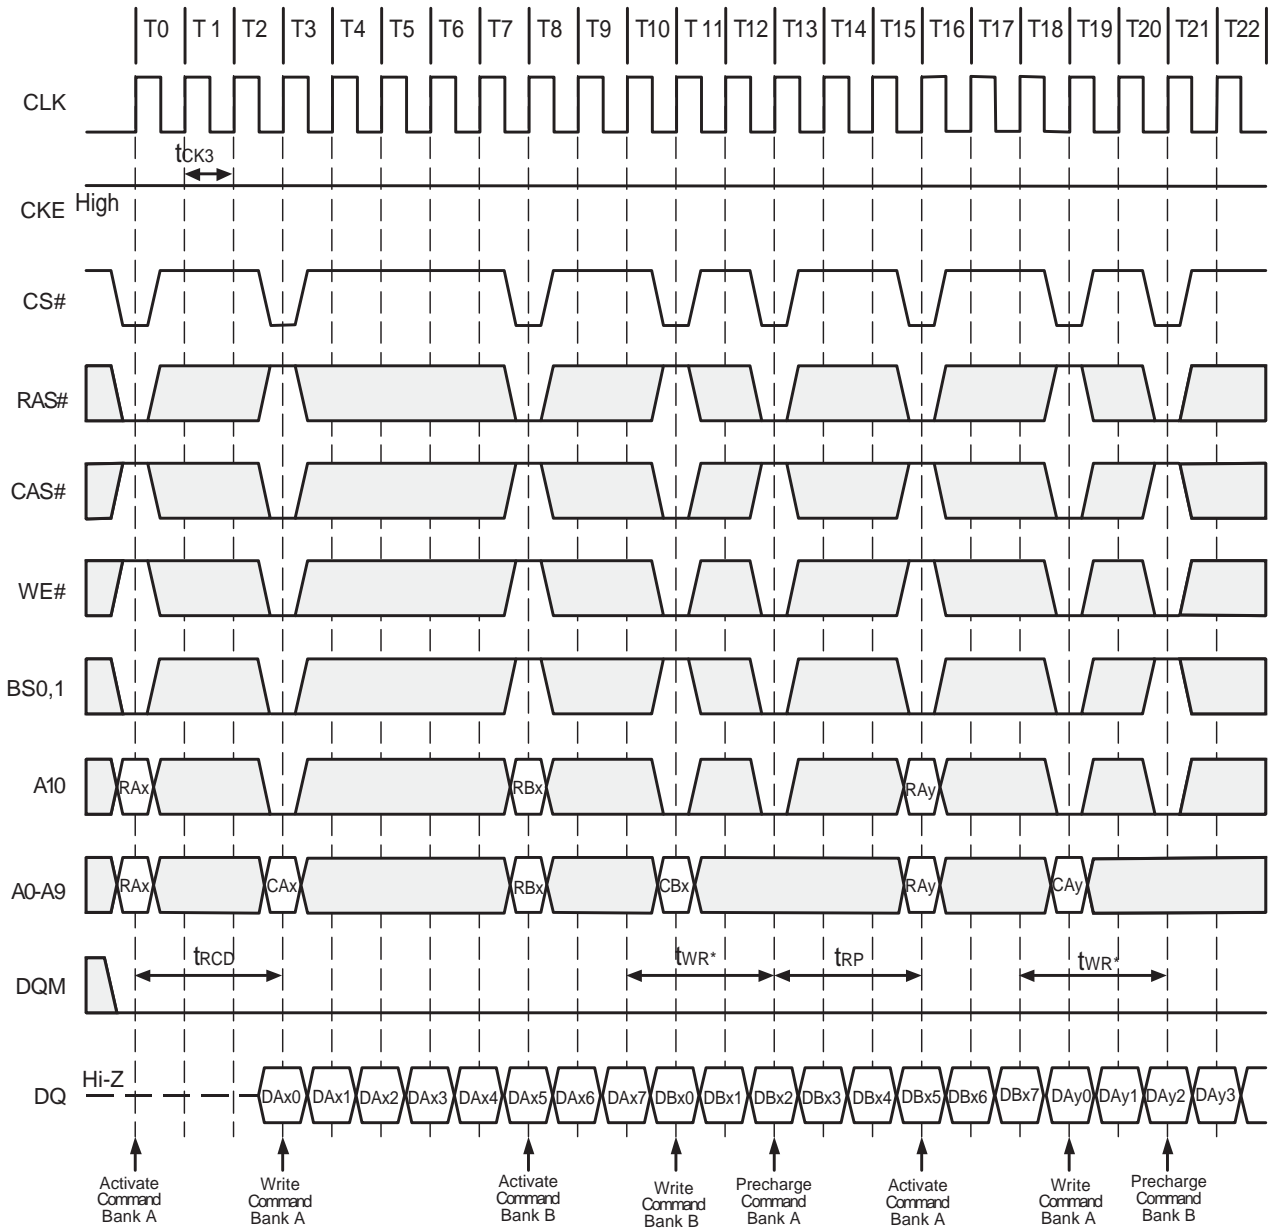 T0 T 1 T2 T3 T4 T5 T6 T7 T8 T9 T10 T 11 T12 T13 T14 T15 T16 T17 T18 T19 T20 T21 T22
CLK
tCK3
CKE High
CS#
RAS#
CAS#
WE#
BS0,1
A10 RAx RBx RAy
A0-A9 RAx CAx RBx CBx RAy CAy
DQM tRCD tWR* tRP tWR*
Hi-Z
DQ DAx0 DAx1 DAx2 DAx3 DAx4 DAx5 DAx6 DAx7 DBx0 DBx1 DBx2 DBx3 DBx4 DBx5 DBx6 DBx7 DAy0 DAy1 DAy2 DAy3
Activate
Command
Bank A
Write
Command
Bank A
Activate
Command
Bank B
Write
Command
Bank B
Precharge
Command
Bank A
Activate
Command
Bank A
Write
Command
Bank A
Precharge
Command
Bank B